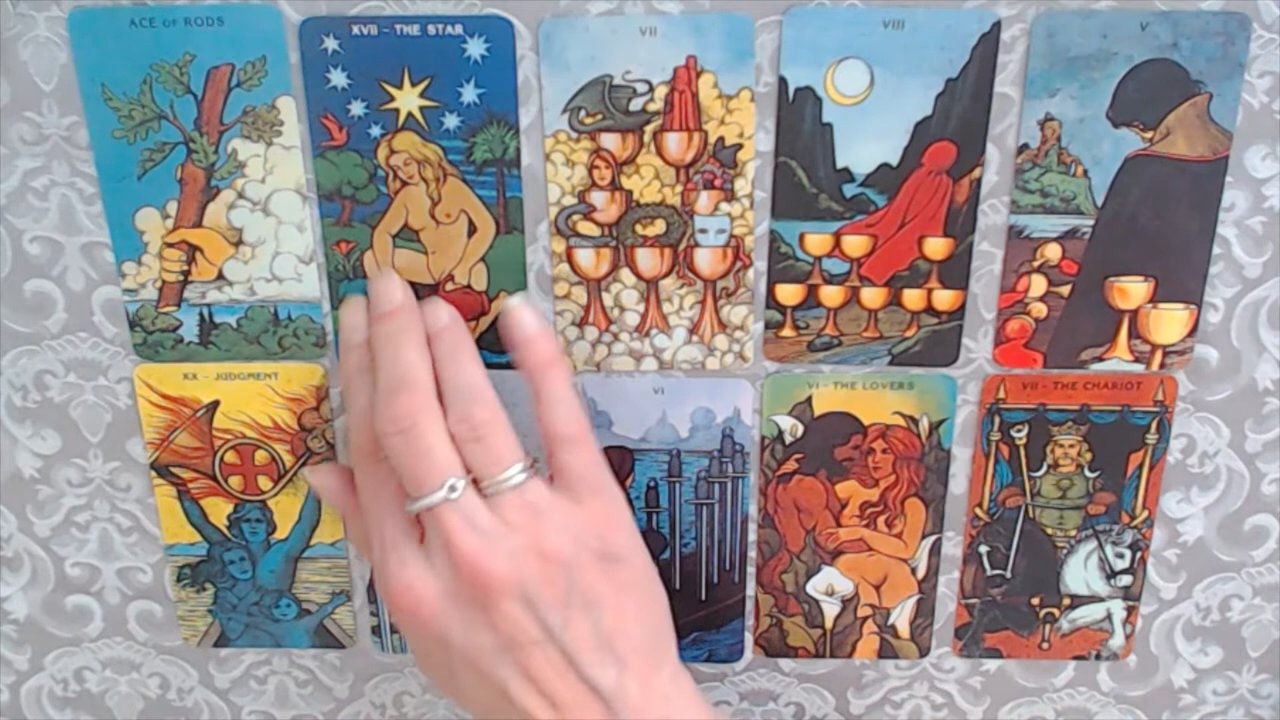 ACE OF RODS
XVII - THE STAR
VII
VIII
V
XX - JUDGMENT
VI
VI - THE LOVERS
VII - THE CHARIOT